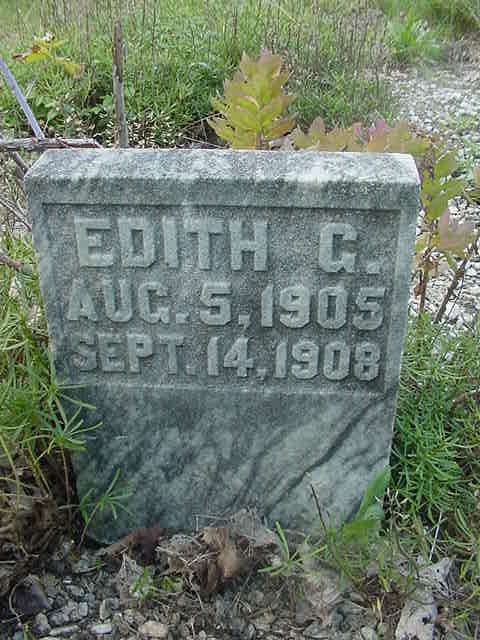 EDITH G.
AUG. 5, 1905
SEPT. 14, 1908